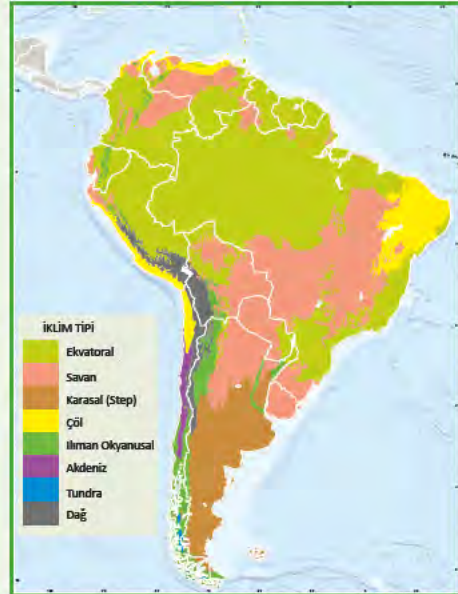 İKLİM TİPİ
Ekvatoral
Savan
Karasal (Step)
Çöl
Ilıman Okyanusal
Akdeniz
Tundra
Dağ